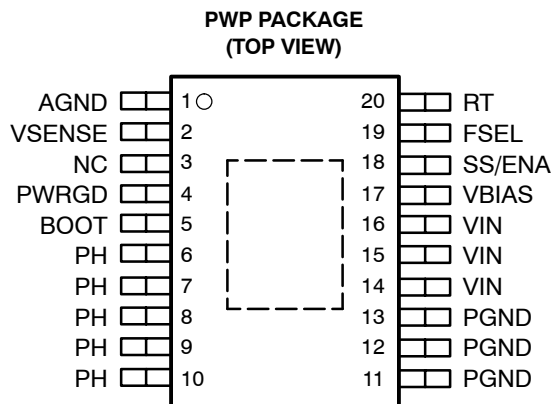 PWP PACKAGE
(TOP VIEW)
AGND 1 20 RT
VSENSE 2 19 FSEL
NC 3 18 SS/ENA
PWRGD 4 17 VBIAS
BOOT 5 16 VIN
PH 6 15 VIN
PH 7 14 VIN
PH 8 13 PGND
PH 9 12 PGND
PH 10 11 PGND